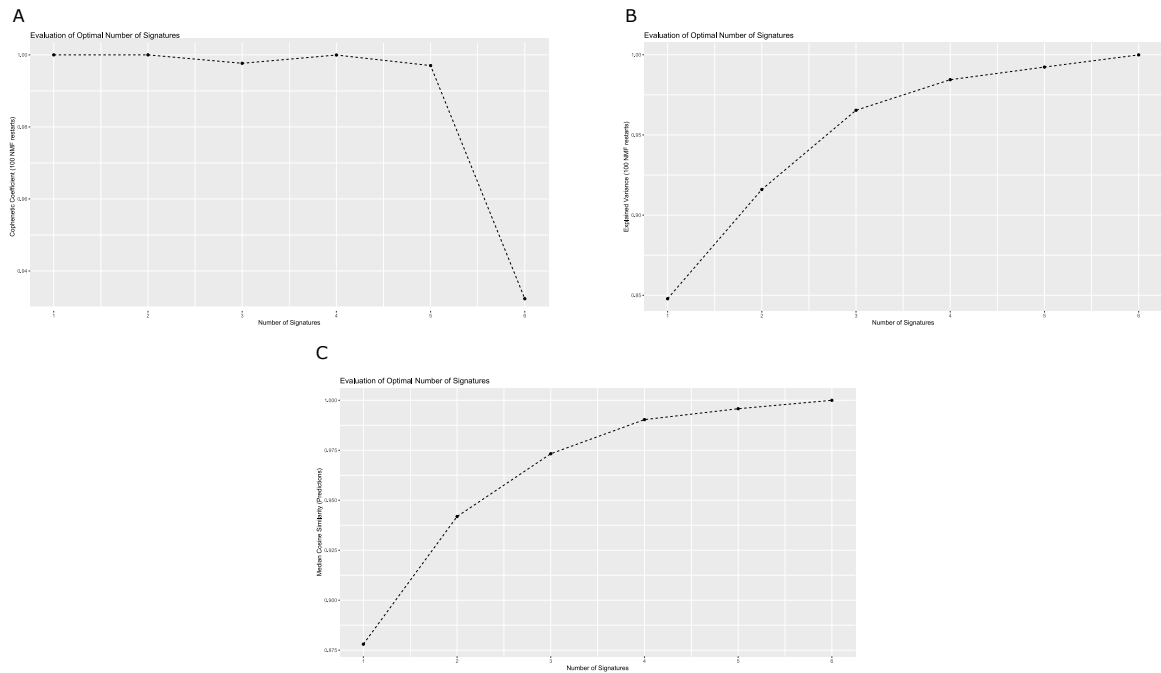 A
Evaluation of Optimal Number of Signatures
Cophenetic Coefficient (100 NMF restarts)
1.00
0.98
0.96
0.94
1 2 3 4 5 6
Number of Signatures
B
Evaluation of Optimal Number of Signatures
Explained Variance (100 NMF restarts)
1.00
0.95
0.90
0.85
1 2 3 4 5 6
Number of Signatures
C
Evaluation of Optimal Number of Signatures
Median Cosine Similarity (Predictions)
1.000
0.975
0.950
0.925
0.900
0.875
1 2 3 4 5 6
Number of Signatures